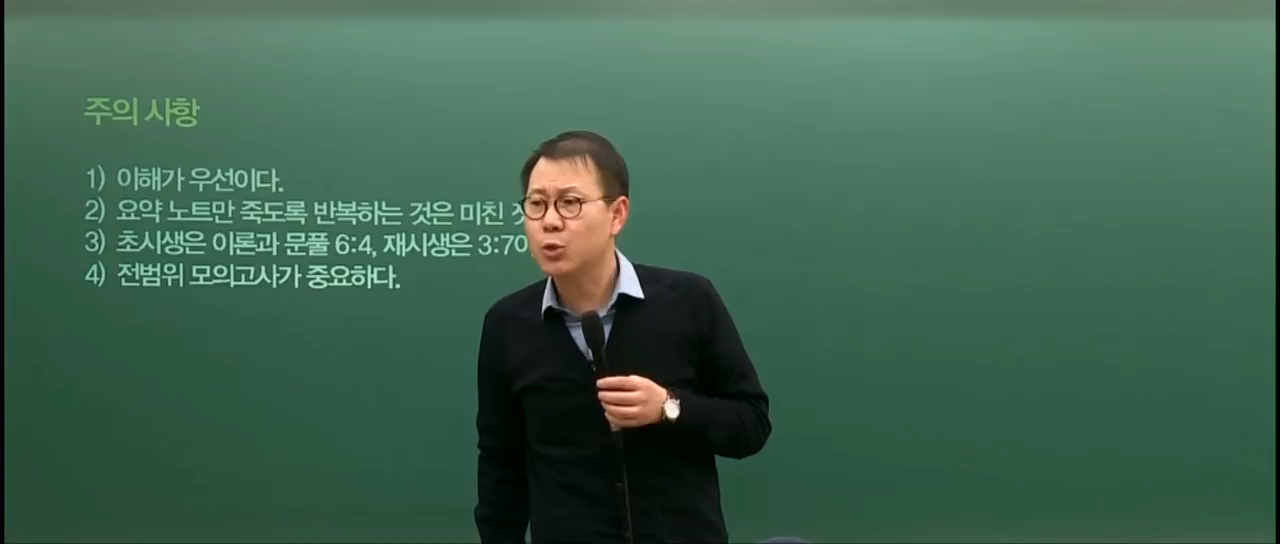 주의 사항
1) 이해가 우선이다.
2) 요약 노트만 죽도록 반복하는 것은 미친
3) 초시생은 이론과 문풀 6:4, 재시생은 3:70
4) 전범위 모의고사가 중요하다.